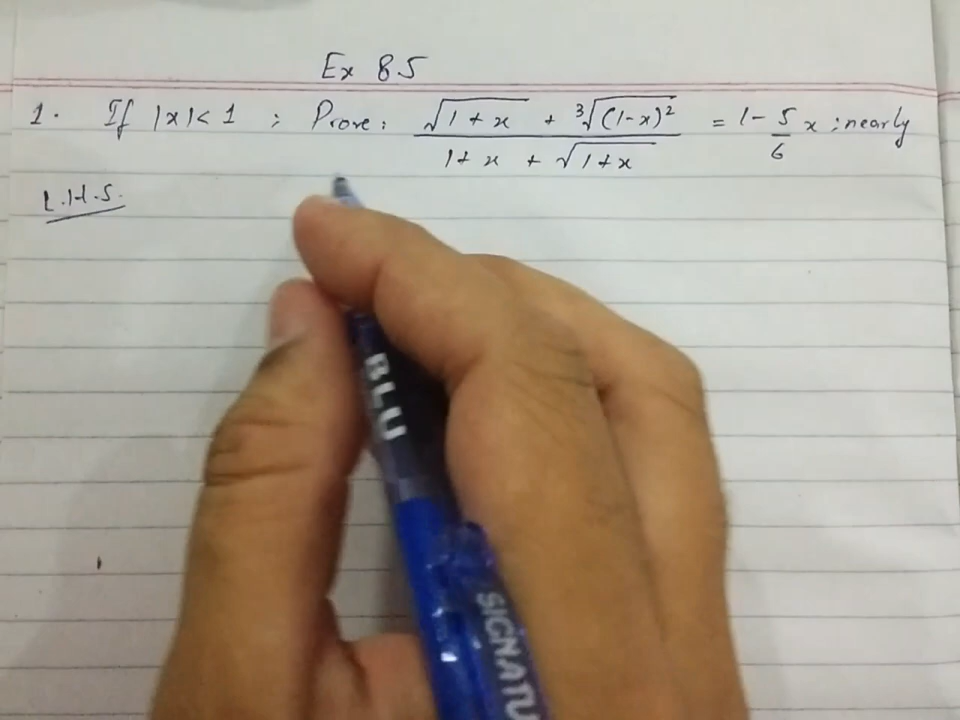 Ex 8.5
1. If |x| < 1 ; Prove: (√(1+x) + ∛((1-x)²)) / (1+x + √(1+x)) = 1 - 5/6 x ; nearly
L.H.S.
BLU
SIGNATU